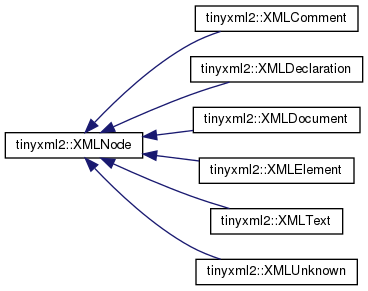 tinyxml2::XMLComment
tinyxml2::XMLDeclaration
tinyxml2::XMLDocument
tinyxml2::XMLNode
tinyxml2::XMLElement
tinyxml2::XMLText
tinyxml2::XMLUnknown